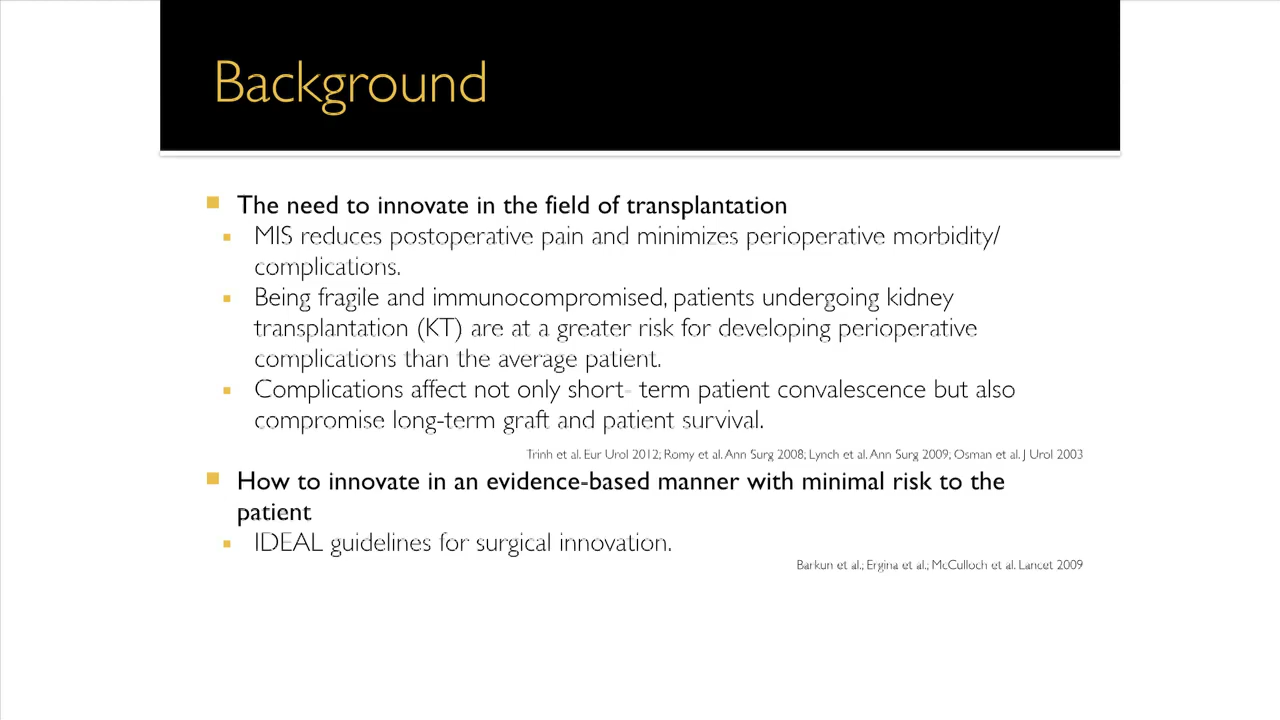 Background
The need to innovate in the field of transplantation
MIS reduces postoperative pain and minimizes perioperative morbidity/
complications.
Being fragile and immunocompromised, patients undergoing kidney
transplantation (KT) are at a greater risk for developing perioperative
complications than the average patient.
Complications affect not only short- term patient convalescence but also
compromise long-term graft and patient survival.
Trinh et al. Eur Urol 2012; Romy et al. Ann Surg 2008; Lynch et al. Ann Surg 2009; Osman et al. J Urol 2003
How to innovate in an evidence-based manner with minimal risk to the
patient
IDEAL guidelines for surgical innovation.
Barkun et al.; Ergina et al.; McCulloch et al. Lancet 2009